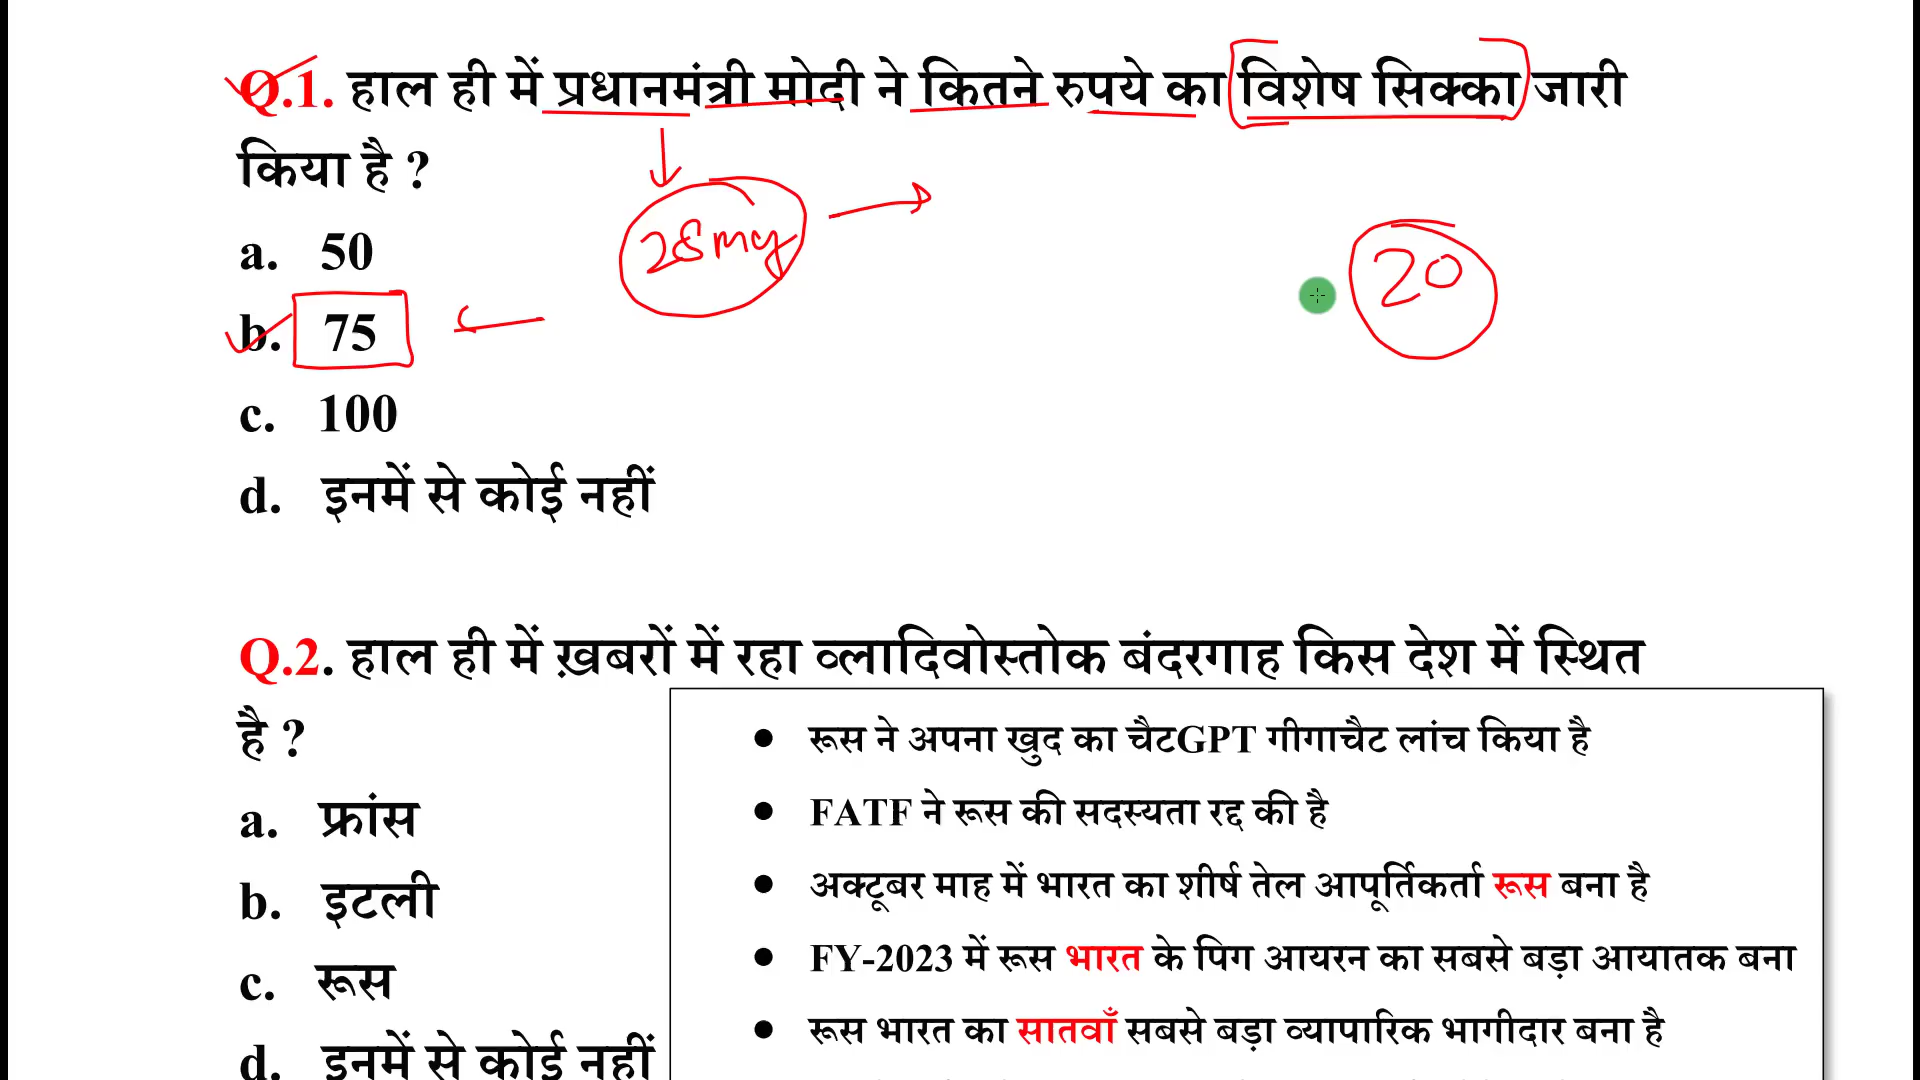 Q.1. हाल ही में प्रधानमंत्री मोदी ने कितने रुपये का विशेष सिक्का जारी
किया है ?
28 my
20
a. 50
b. 75
c. 100
d. इनमें से कोई नहीं
Q.2. हाल ही में ख़बरों में रहा व्लादिवोस्तोक बंदरगाह किस देश में स्थित
है ?
a. फ्रांस
b. इटली
c. रूस
d. इनमें से कोई नहीं
● रूस ने अपना खुद का चैटGPT गीगाचैट लांच किया है
● FATF ने रूस की सदस्यता रद्द की है
● अक्टूबर माह में भारत का शीर्ष तेल आपूर्तिकर्ता रूस बना है
● FY-2023 में रूस भारत के पिग आयरन का सबसे बड़ा आयातक बना
● रूस भारत का सातवाँ सबसे बड़ा व्यापारिक भागीदार बना है